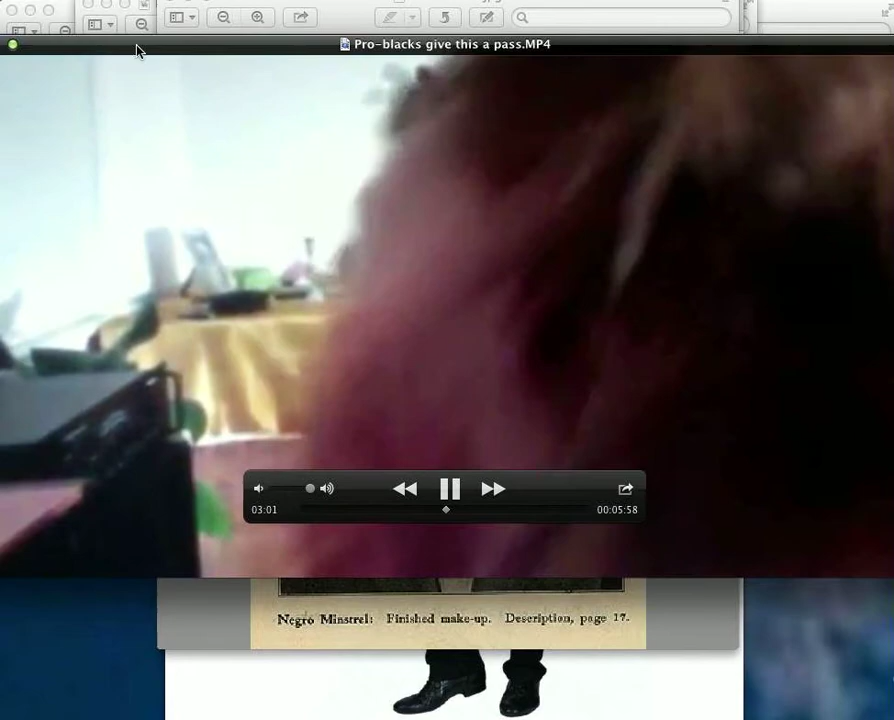 Pro-blacks give this a pass.MP4
03:01
00:05:58
Negro Minstrel: Finished make-up. Description, page 17.